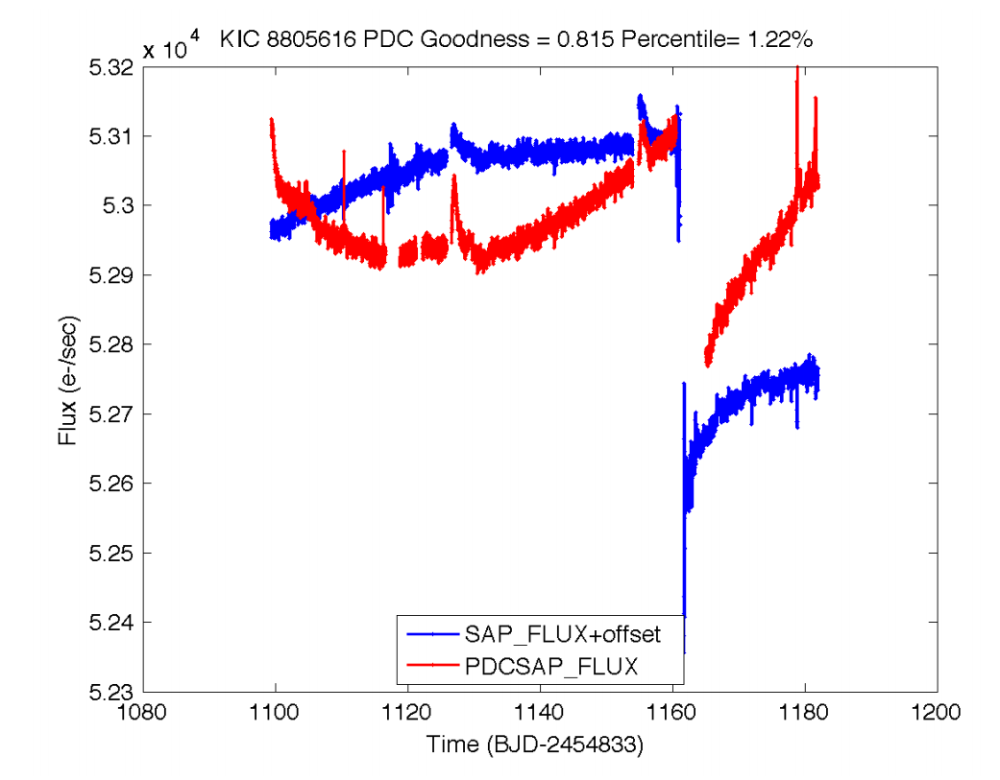 x 10^4 KIC 8805616 PDC Goodness = 0.815 Percentile= 1.22%
5.32
5.31
5.3
5.29
5.28
5.27
5.26
5.25
5.24
5.23
Flux (e-/sec)
SAP_FLUX+offset
PDCSAP_FLUX
1080 1100 1120 1140 1160 1180 1200
Time (BJD-2454833)